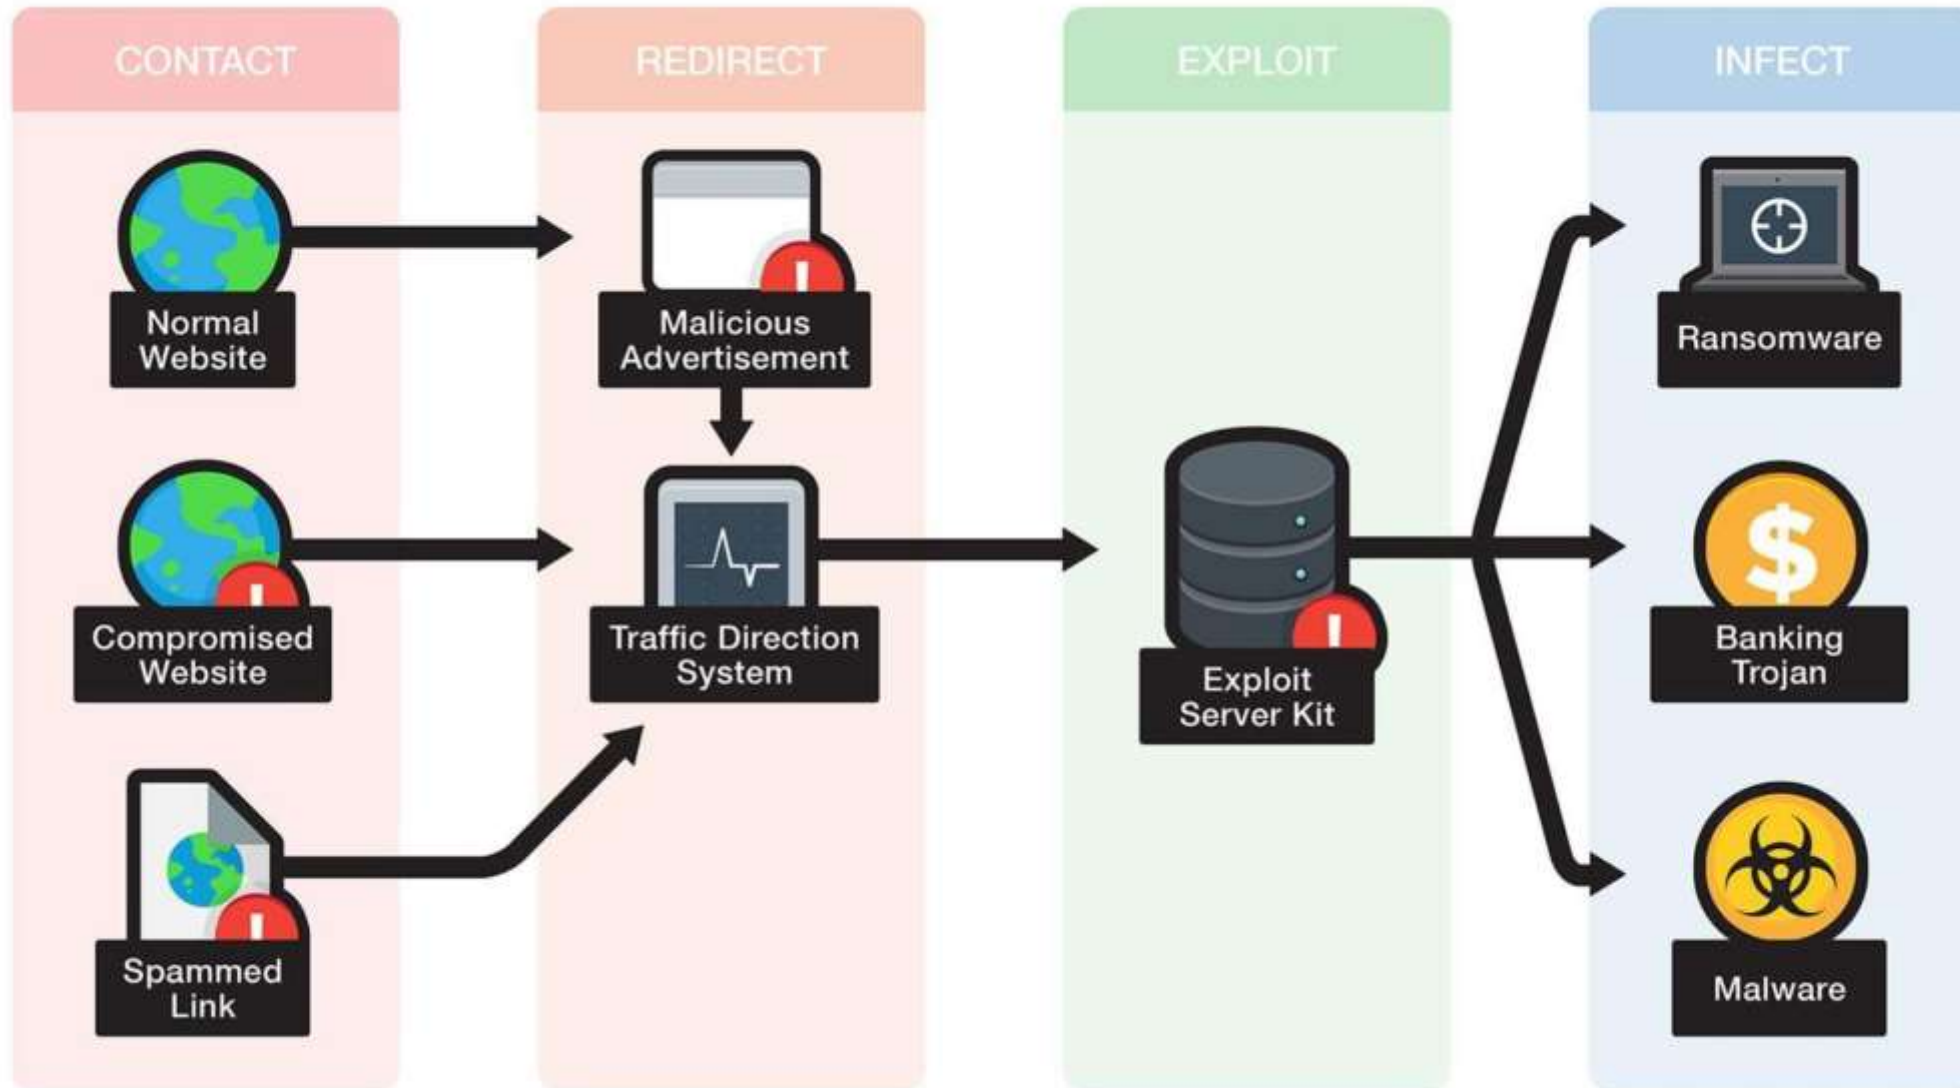 CONTACT
REDIRECT
EXPLOIT
INFECT
Normal
Website
Malicious
Advertisement
Ransomware
Compromised
Website
Traffic Direction
System
Exploit
Server Kit
Banking
Trojan
Spammed
Link
Malware